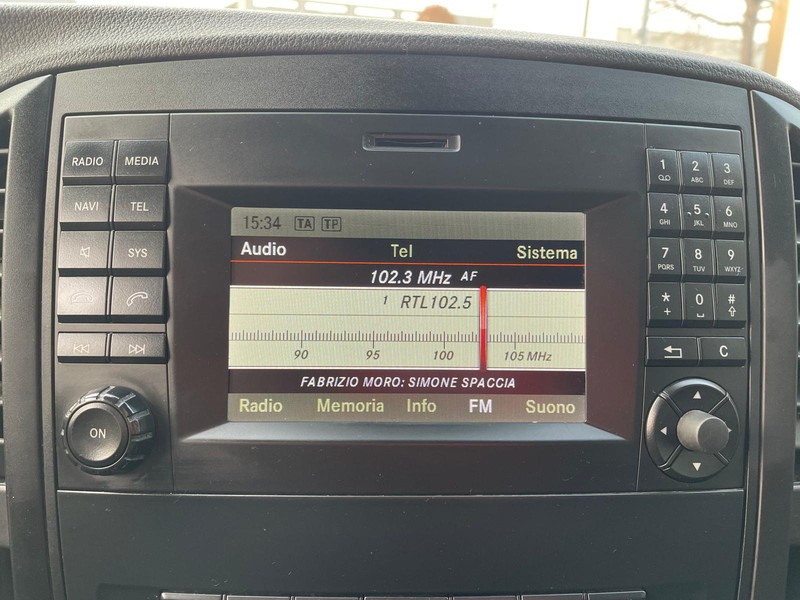 RADIO MEDIA
NAVI TEL
SYS
ON
15:34 TA TP
Audio Tel Sistema
102.3 MHz AF
1 RTL102.5
90 95 100 105 MHz
FABRIZIO MORO: SIMONE SPACCIA
Radio Memoria Info FM Suono
1 2 ABC 3 DEF
4 GHI 5 JKL 6 MNO
7 PQRS 8 TUV 9 WXYZ
* + 0 #
C